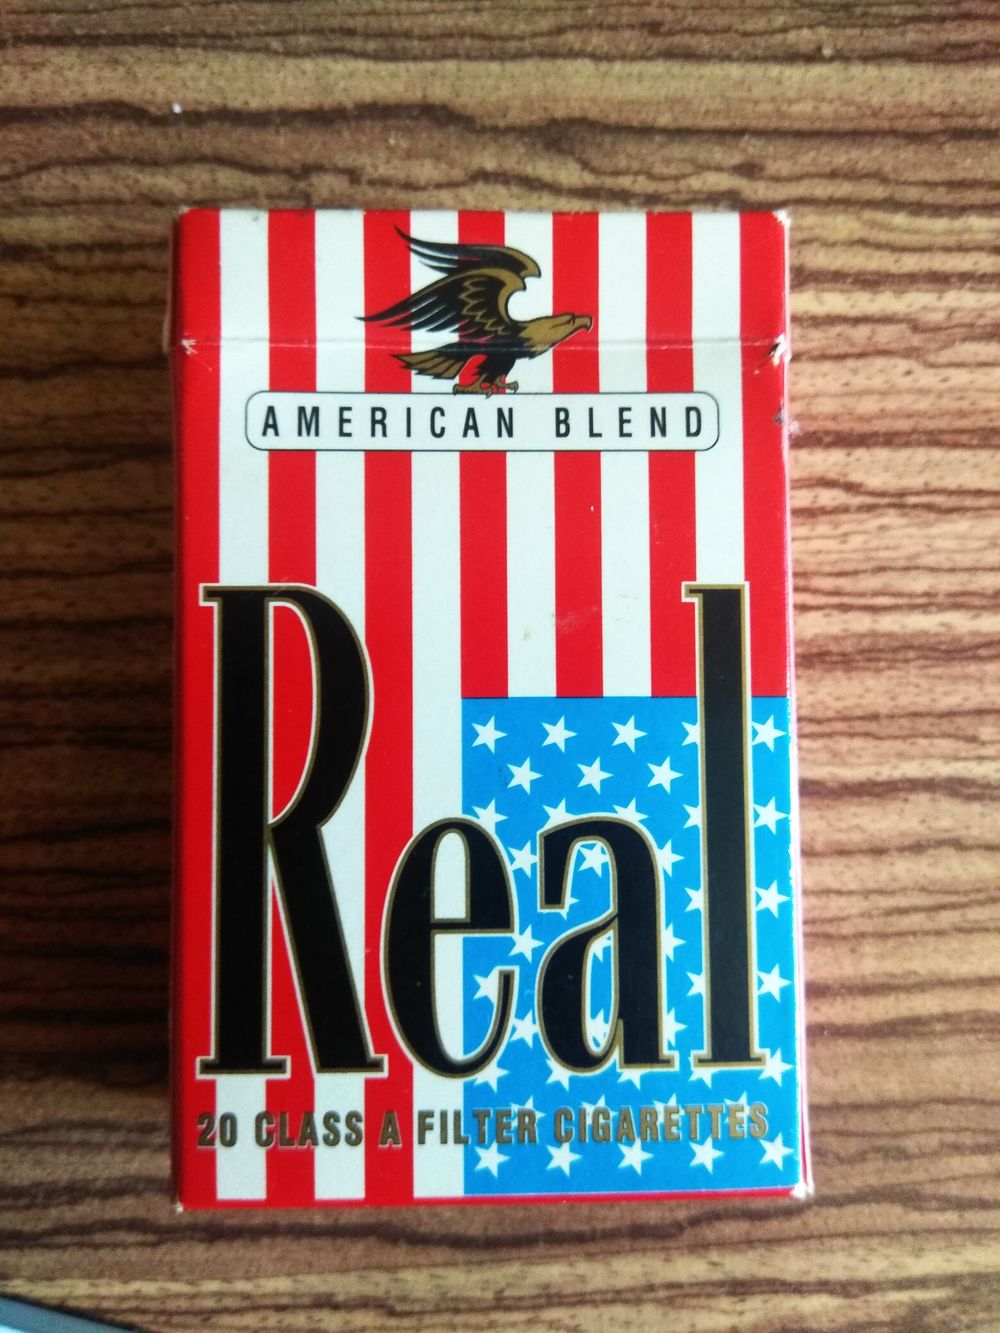 AMERICAN BLEND
Real
20 CLASS A FILTER CIGARETTES